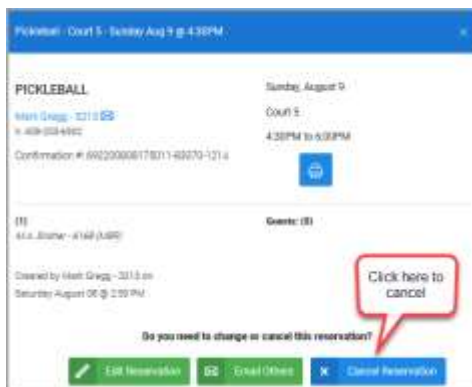 Pickleball - Court 5 - Sunday Aug 9 @ 4:30PM
PICKLEBALL
Sunday, August 9
Mark Gregg - 3213
Court 5
4:30PM to 6:00PM
Confirmation #:
(1)
Guests: (0)
Created by Mark Gregg - 3213 on
Saturday August 08 @ 2:59 PM
Click here to
cancel
Do you need to change or cancel this reservation?
Edit Reservation
Email Others
Cancel Reservation